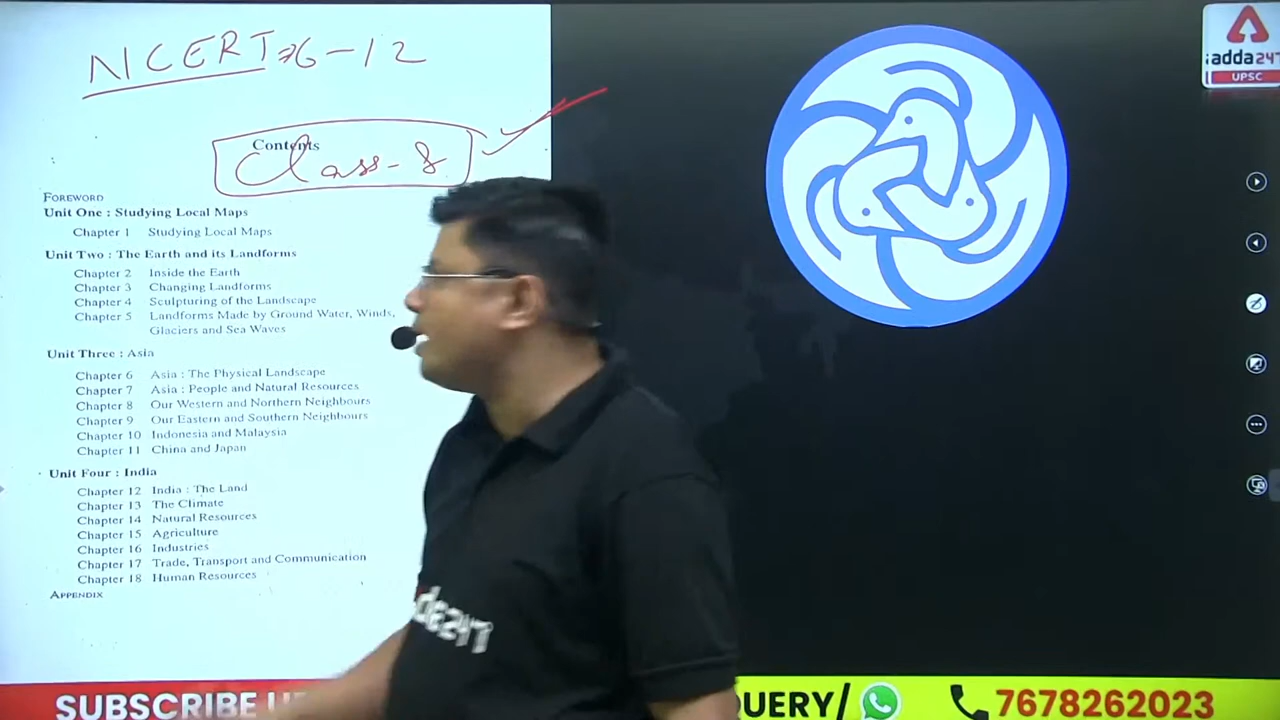 NCERT 6-12
Contents
Class-8
FOREWORD
Unit One : Studying Local Maps
Chapter 1 Studying Local Maps
Unit Two : The Earth and its Landforms
Chapter 2 Inside the Earth
Chapter 3 Changing Landforms
Chapter 4 Sculpturing of the Landscape
Chapter 5 Landforms Made by Ground Water, Winds,
Glaciers and Sea Waves
Unit Three : Asia
Chapter 6 Asia : The Physical Landscape
Chapter 7 Asia : People and Natural Resources
Chapter 8 Our Western and Northern Neighbours
Chapter 9 Our Eastern and Southern Neighbours
Chapter 10 Indonesia and Malaysia
Chapter 11 China and Japan
Unit Four : India
Chapter 12 India : The Land
Chapter 13 The Climate
Chapter 14 Natural Resources
Chapter 15 Agriculture
Chapter 16 Industries
Chapter 17 Trade, Transport and Communication
Chapter 18 Human Resources
APPENDIX
adda247
UPSC
SUBSCRIBE
QUERY/ 7678262023